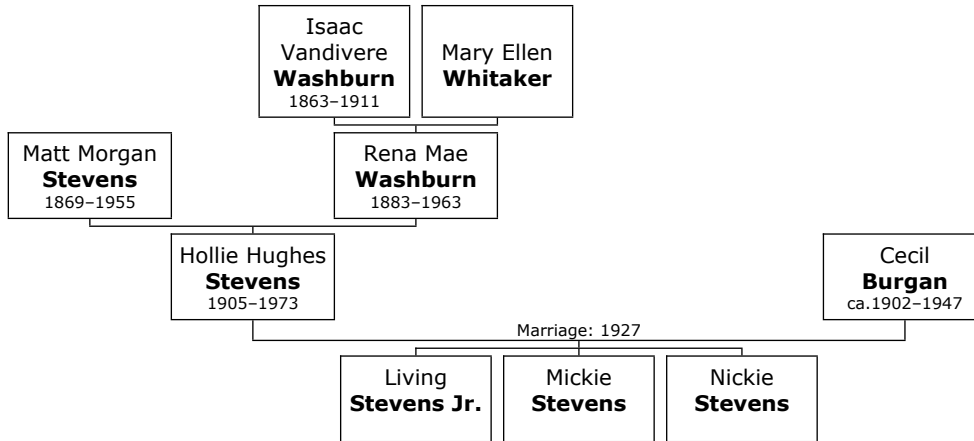 Isaac
Vandivere
Washburn
1863–1911
Mary Ellen
Whitaker
Matt Morgan
Stevens
1869–1955
Rena Mae
Washburn
1883–1963
Hollie Hughes
Stevens
1905–1973
Cecil
Burgan
ca.1902–1947
Marriage: 1927
Living
Stevens Jr.
Mickie
Stevens
Nickie
Stevens